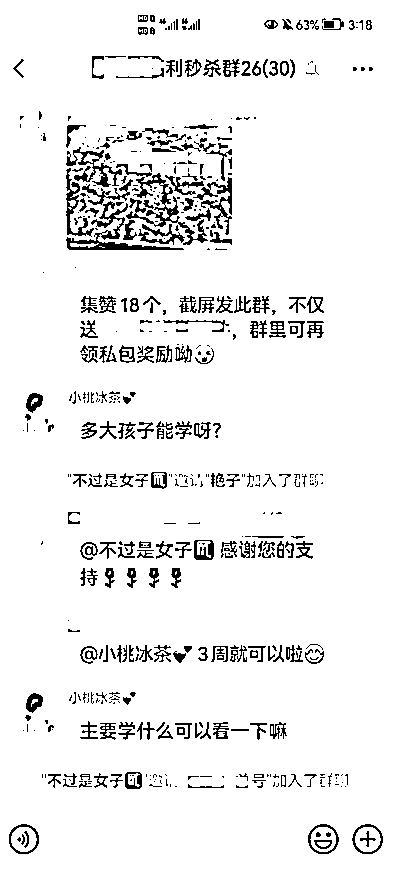 63% 3:18
利秒杀群26(30)
集赞18个，截屏发此群，不仅
送 ，群里可再
领私包奖励呦😮
小桃冰茶💕
多大孩子能学呀?
"不过是女子♏"邀请"艳子"加入了群聊
@不过是女子♏ 感谢您的支
持🌹🌹🌹🌹
@小桃冰茶💕 3周就可以啦😊
小桃冰茶💕
主要学什么可以看一下嘛
"不过是女子♏"邀请 号"加入了群聊